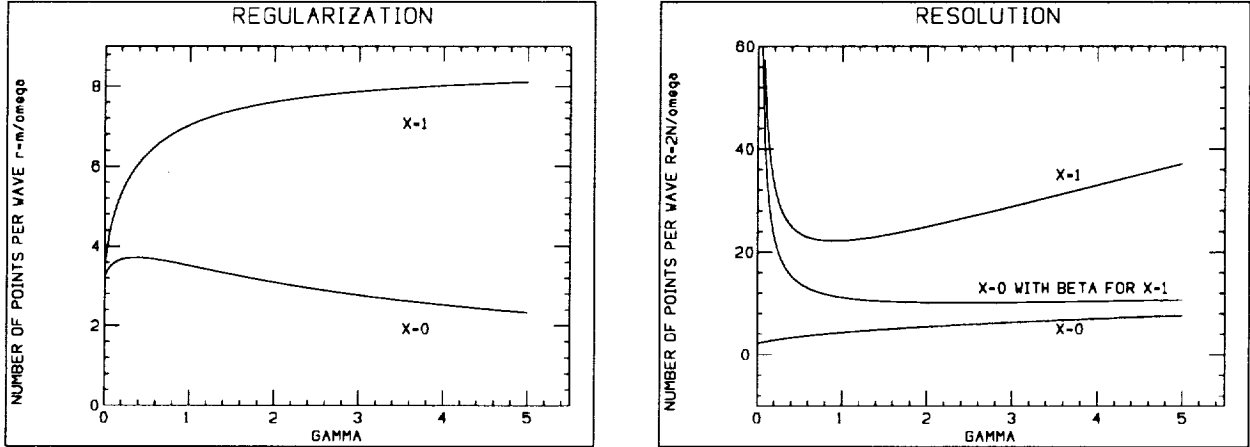 REGULARIZATION
NUMBER OF POINTS PER WAVE r=m/omega
8
6
4
2
0
X=1
X=0
0 1 2 3 4 5
GAMMA
RESOLUTION
NUMBER OF POINTS PER WAVE R=2N/omega
60
40
20
0
X=1
X=0 WITH BETA FOR X=1
X=0
0 1 2 3 4 5
GAMMA